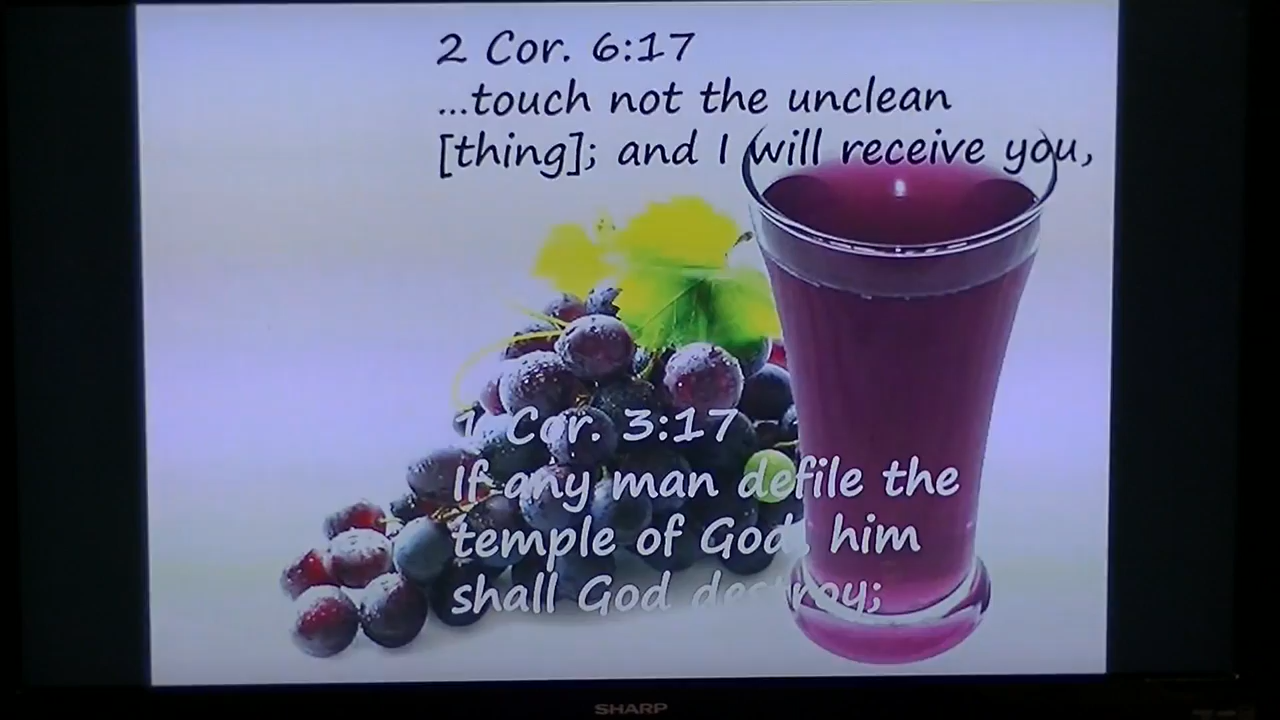 2 Cor. 6:17
...touch not the unclean
[thing]; and I will receive you,
1 Cor. 3:17
If any man defile the
temple of God, him
shall God destroy;
SHARP